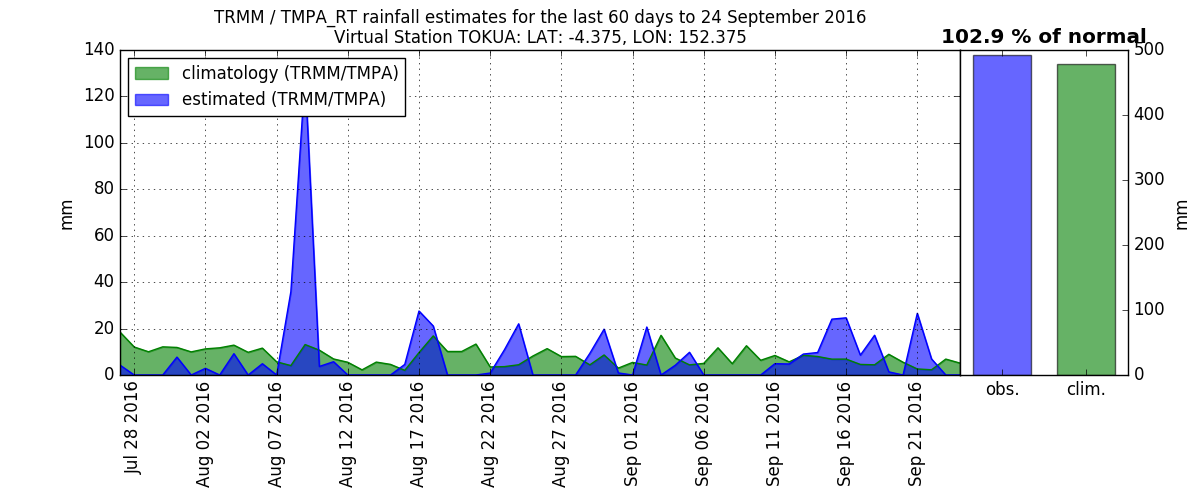 TRMM / TMPA_RT rainfall estimates for the last 60 days to 24 September 2016
Virtual Station TOKUA: LAT: -4.375, LON: 152.375
102.9 % of normal
climatology (TRMM/TMPA)
estimated (TRMM/TMPA)
140
120
100
80
60
40
20
0
mm
Jul 28 2016
Aug 02 2016
Aug 07 2016
Aug 12 2016
Aug 17 2016
Aug 22 2016
Aug 27 2016
Sep 01 2016
Sep 06 2016
Sep 11 2016
Sep 16 2016
Sep 21 2016
obs.
clim.
500
400
300
200
100
0
mm